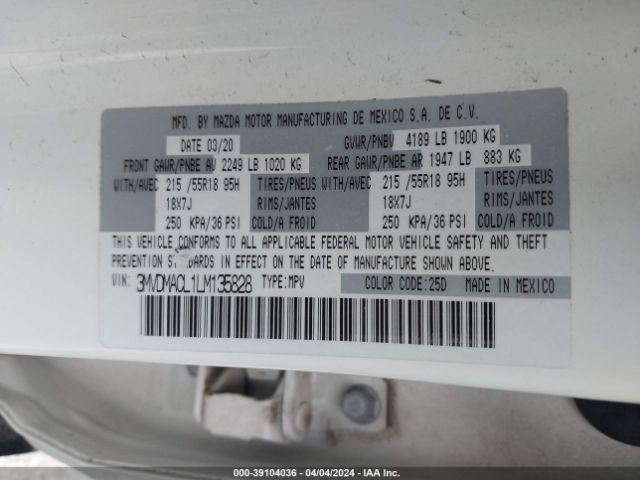 MFD. BY MAZDA MOTOR MANUFACTURING DE MEXICO S.A. DE C.V.
DATE 03/20 GVWR/PNBV 4189 LB 1900 KG
FRONT GAWR/PNBE AV 2249 LB 1020 KG REAR GAWR/PNBE AR 1947 LB 883 KG
WITH/AVEC 215 /55R18 95H TIRES/PNEUS WITH/AVEC 215 /55R18 95H TIRES/PNEUS
18X7J RIMS/JANTES 18X7J RIMS/JANTES
250 KPA/36 PSI COLD/A FROID 250 KPA/36 PSI COLD/A FROID
THIS VEHICLE CONFORMS TO ALL APPLICABLE FEDERAL MOTOR VEHICLE SAFETY AND THEFT
PREVENTION S ARDS IN EFFECT ON THE DATE OF MANUFACTURE SHOWN ABOVE.
VIN: 3MVDMACL1LM135828 TYPE:MPV COLOR CODE:25D MADE IN MEXICO
000-39104036 - 04/04/2024 - IAA Inc.